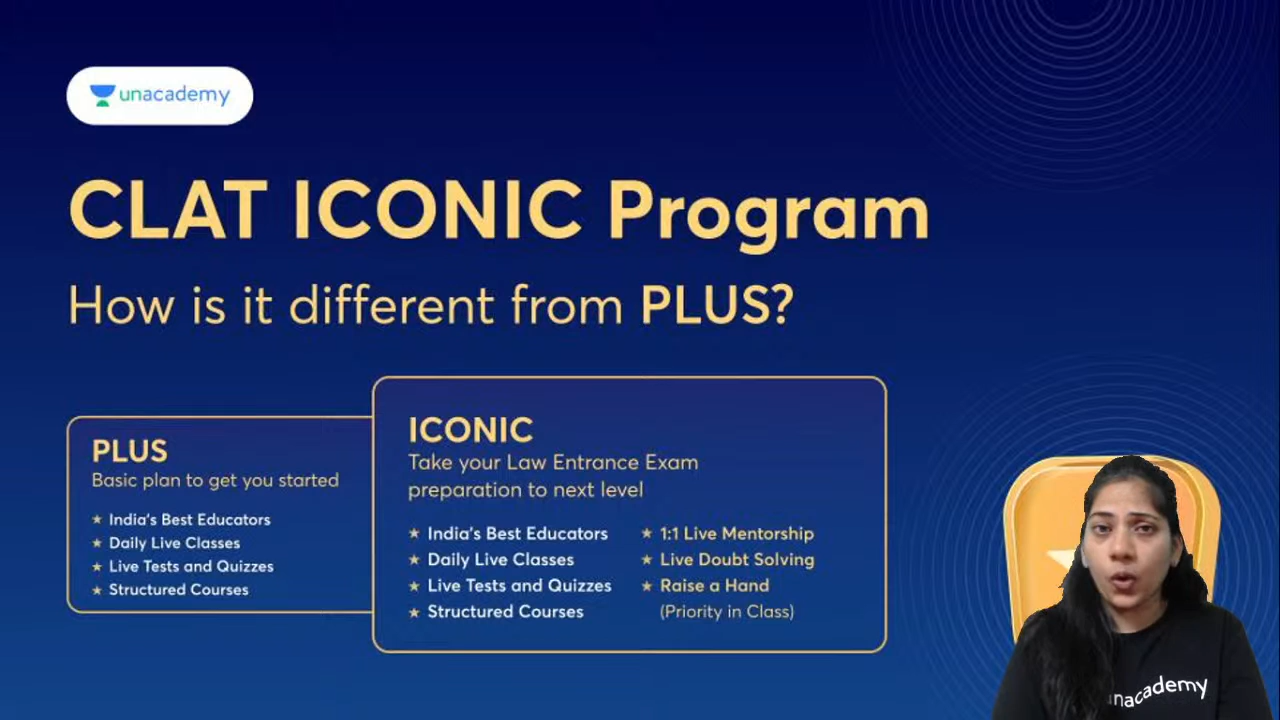 unacademy
CLAT ICONIC Program
How is it different from PLUS?
PLUS
Basic plan to get you started
★ India's Best Educators
★ Daily Live Classes
★ Live Tests and Quizzes
★ Structured Courses
ICONIC
Take your Law Entrance Exam
preparation to next level
★ India's Best Educators
★ Daily Live Classes
★ Live Tests and Quizzes
★ Structured Courses
★ 1:1 Live Mentorship
★ Live Doubt Solving
★ Raise a Hand
(Priority in Class)
unacademy